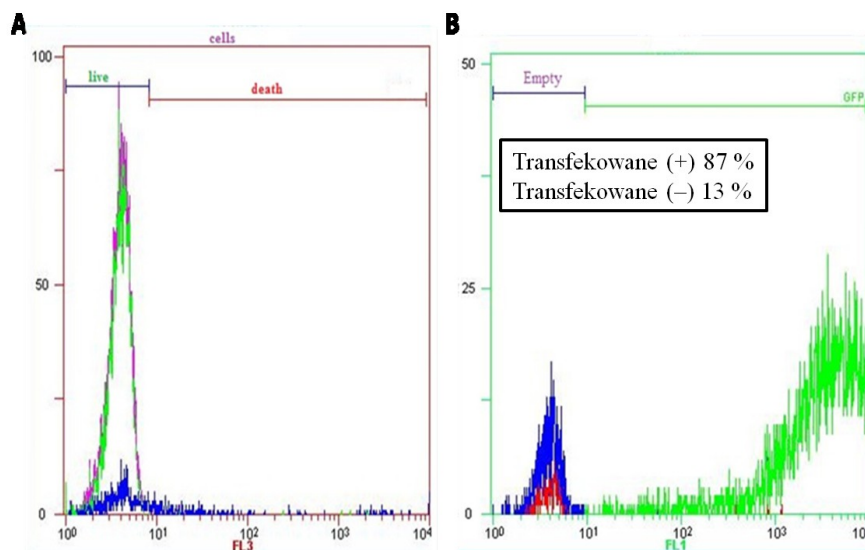 A
cells
100
live
death
50
0
10⁰
10¹
10²
10³
10⁴
FL3
B
50
Empty
GFP
Transfekowane (+) 87 %
Transfekowane (–) 13 %
25
0
10⁰
10¹
10²
10³
FL1